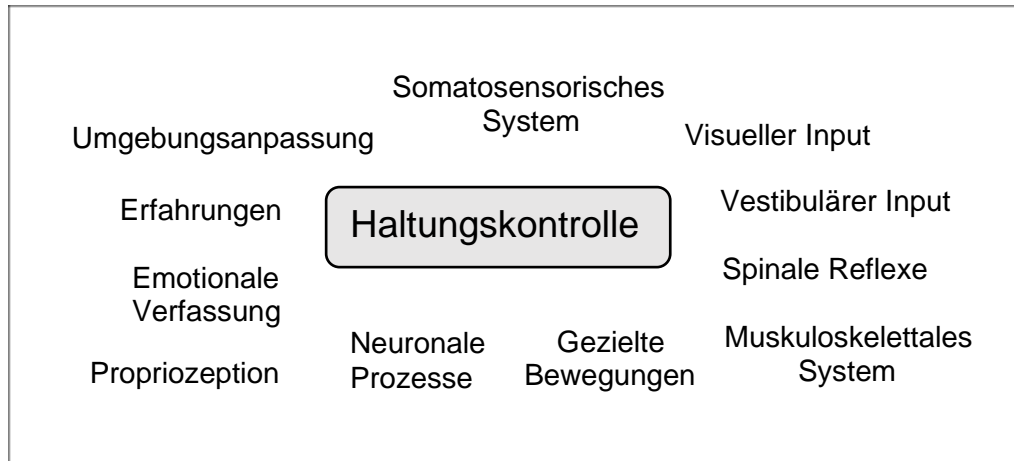 Somatosensorisches
System
Umgebungsanpassung
Visueller Input
Erfahrungen
Haltungskontrolle
Vestibulärer Input
Emotionale
Verfassung
Spinale Reflexe
Propriozeption
Neuronale
Prozesse
Gezielte
Bewegungen
Muskuloskelettales
System